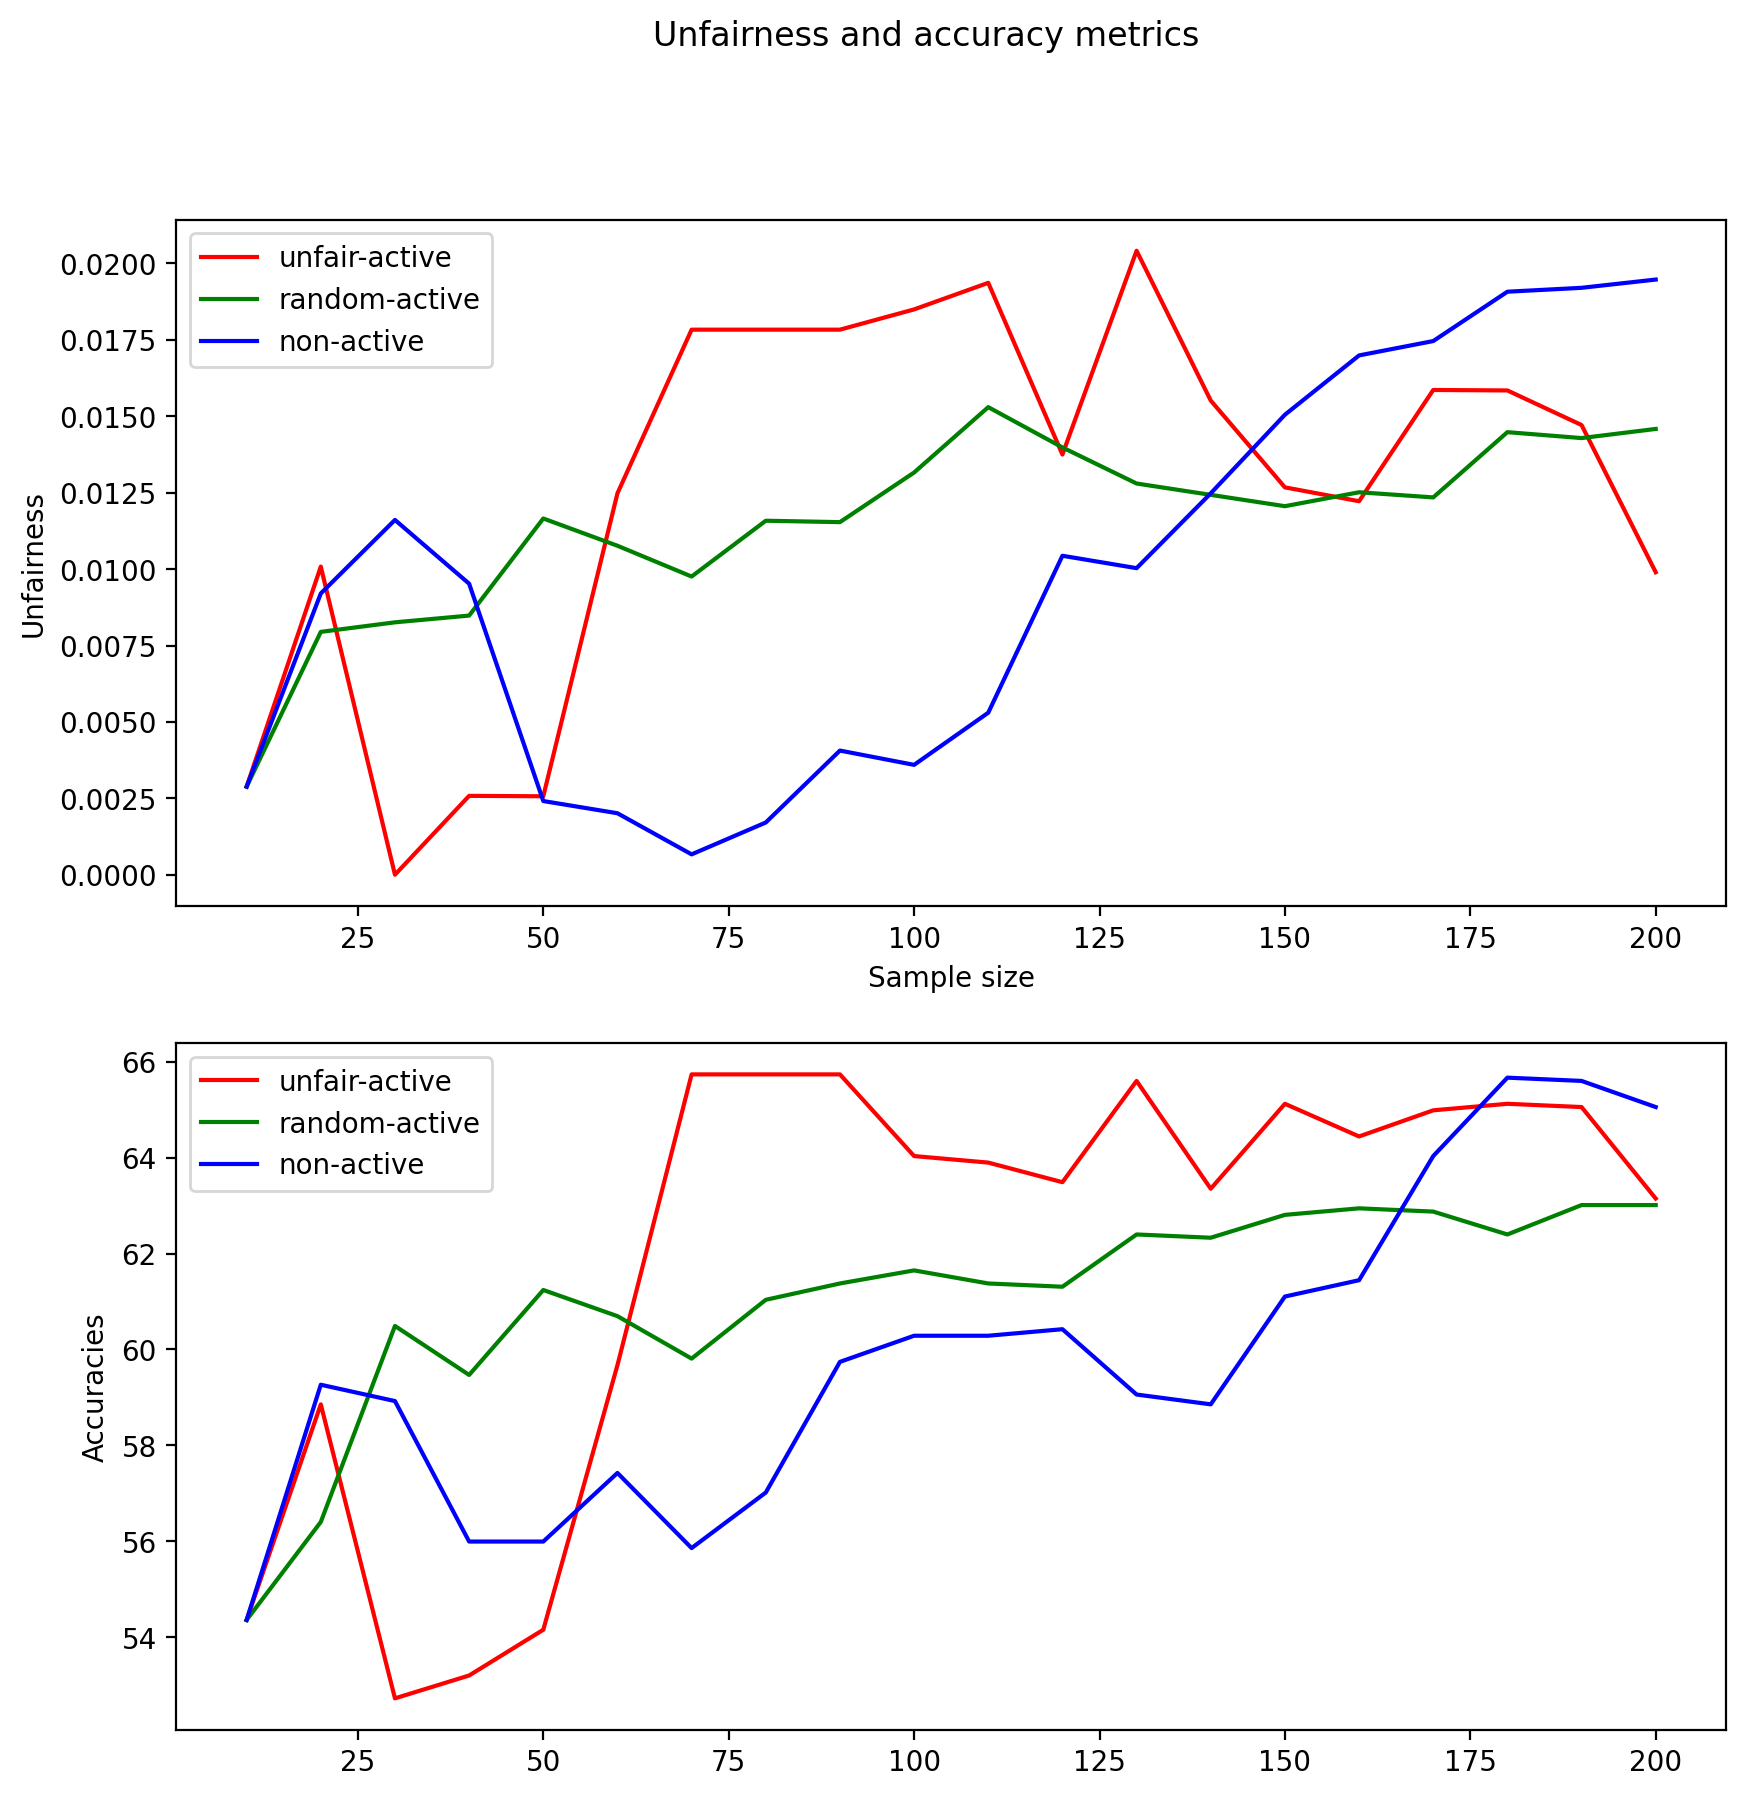 Unfairness and accuracy metrics
unfair-active
random-active
non-active
0.0200
0.0175
0.0150
0.0125
0.0100
0.0075
0.0050
0.0025
0.0000
Unfairness
25 50 75 100 125 150 175 200
Sample size
unfair-active
random-active
non-active
66
64
62
60
58
56
54
Accuracies
25 50 75 100 125 150 175 200